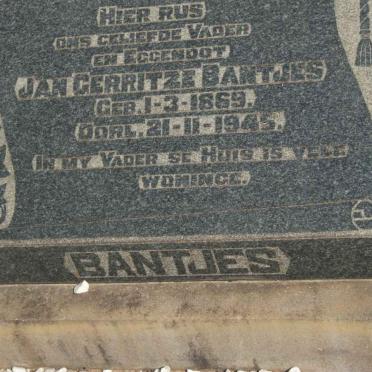 HIER RUS
ONS GELIEFDE VADER
EN EGGENOOT
JAN GERRITZE BANTJES
GEB. 1-3-1869.
OORL. 21-11-1945.
IN MY VADER SE HUIS IS VELE
WONINGE.
BANTJES